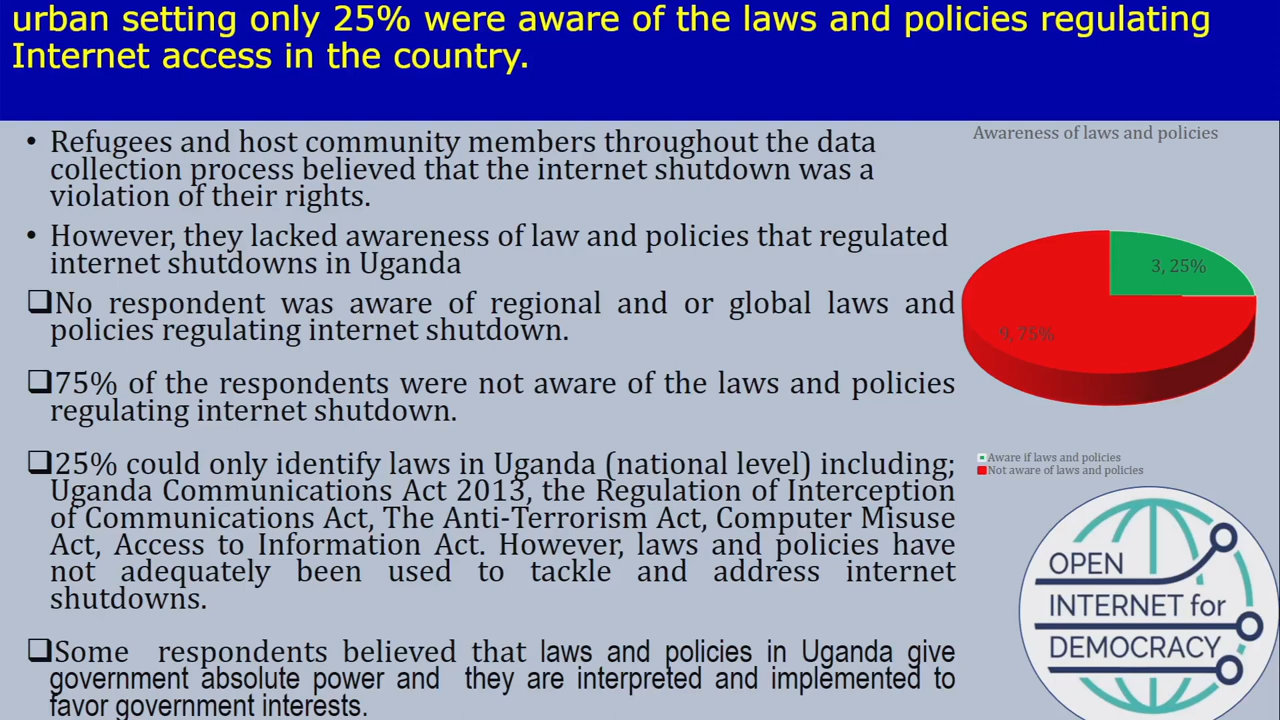 urban setting only 25% were aware of the laws and policies regulating
Internet access in the country.
• Refugees and host community members throughout the data
collection process believed that the internet shutdown was a
violation of their rights.
• However, they lacked awareness of law and policies that regulated
internet shutdowns in Uganda
❑No respondent was aware of regional and or global laws and
policies regulating internet shutdown.
❑75% of the respondents were not aware of the laws and policies
regulating internet shutdown.
❑25% could only identify laws in Uganda (national level) including;
Uganda Communications Act 2013, the Regulation of Interception
of Communications Act, The Anti-Terrorism Act, Computer Misuse
Act, Access to Information Act. However, laws and policies have
not adequately been used to tackle and address internet
shutdowns.
❑Some respondents believed that laws and policies in Uganda give
government absolute power and they are interpreted and implemented to
favor government interests.
Awareness of laws and policies
3, 25%
9, 75%
Aware if laws and policies
Not aware of laws and policies
OPEN
INTERNET for
DEMOCRACY